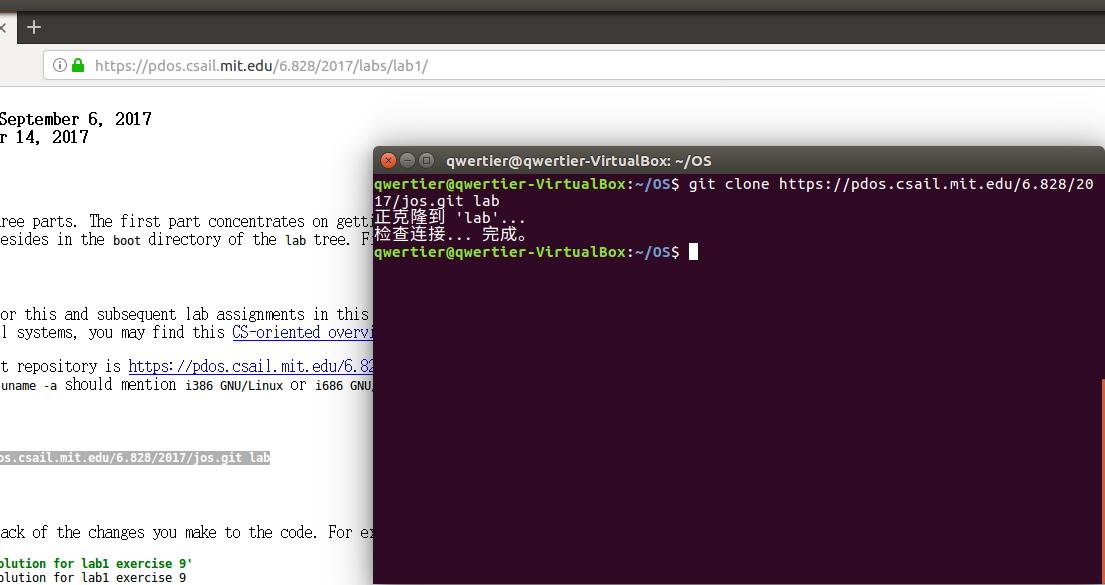 https://pdos.csail.mit.edu/6.828/2017/labs/lab1/
September 6, 2017
r 14, 2017
qwertier@qwertier-VirtualBox: ~/OS
qwertier@qwertier-VirtualBox:~/OS$ git clone https://pdos.csail.mit.edu/6.828/20
17/jos.git lab
正克隆到 'lab'...
检查连接... 完成。
qwertier@qwertier-VirtualBox:~/OS$
ree parts. The first part concentrates on getti
esides in the boot directory of the lab tree. F
or this and subsequent lab assignments in this
l systems, you may find this CS-oriented overvi
t repository is https://pdos.csail.mit.edu/6.82
uname -a should mention i386 GNU/Linux or i686 GNU
os.csail.mit.edu/6.828/2017/jos.git lab
ack of the changes you make to the code. For ex
olution for lab1 exercise 9'
olution for lab1 exercise 9